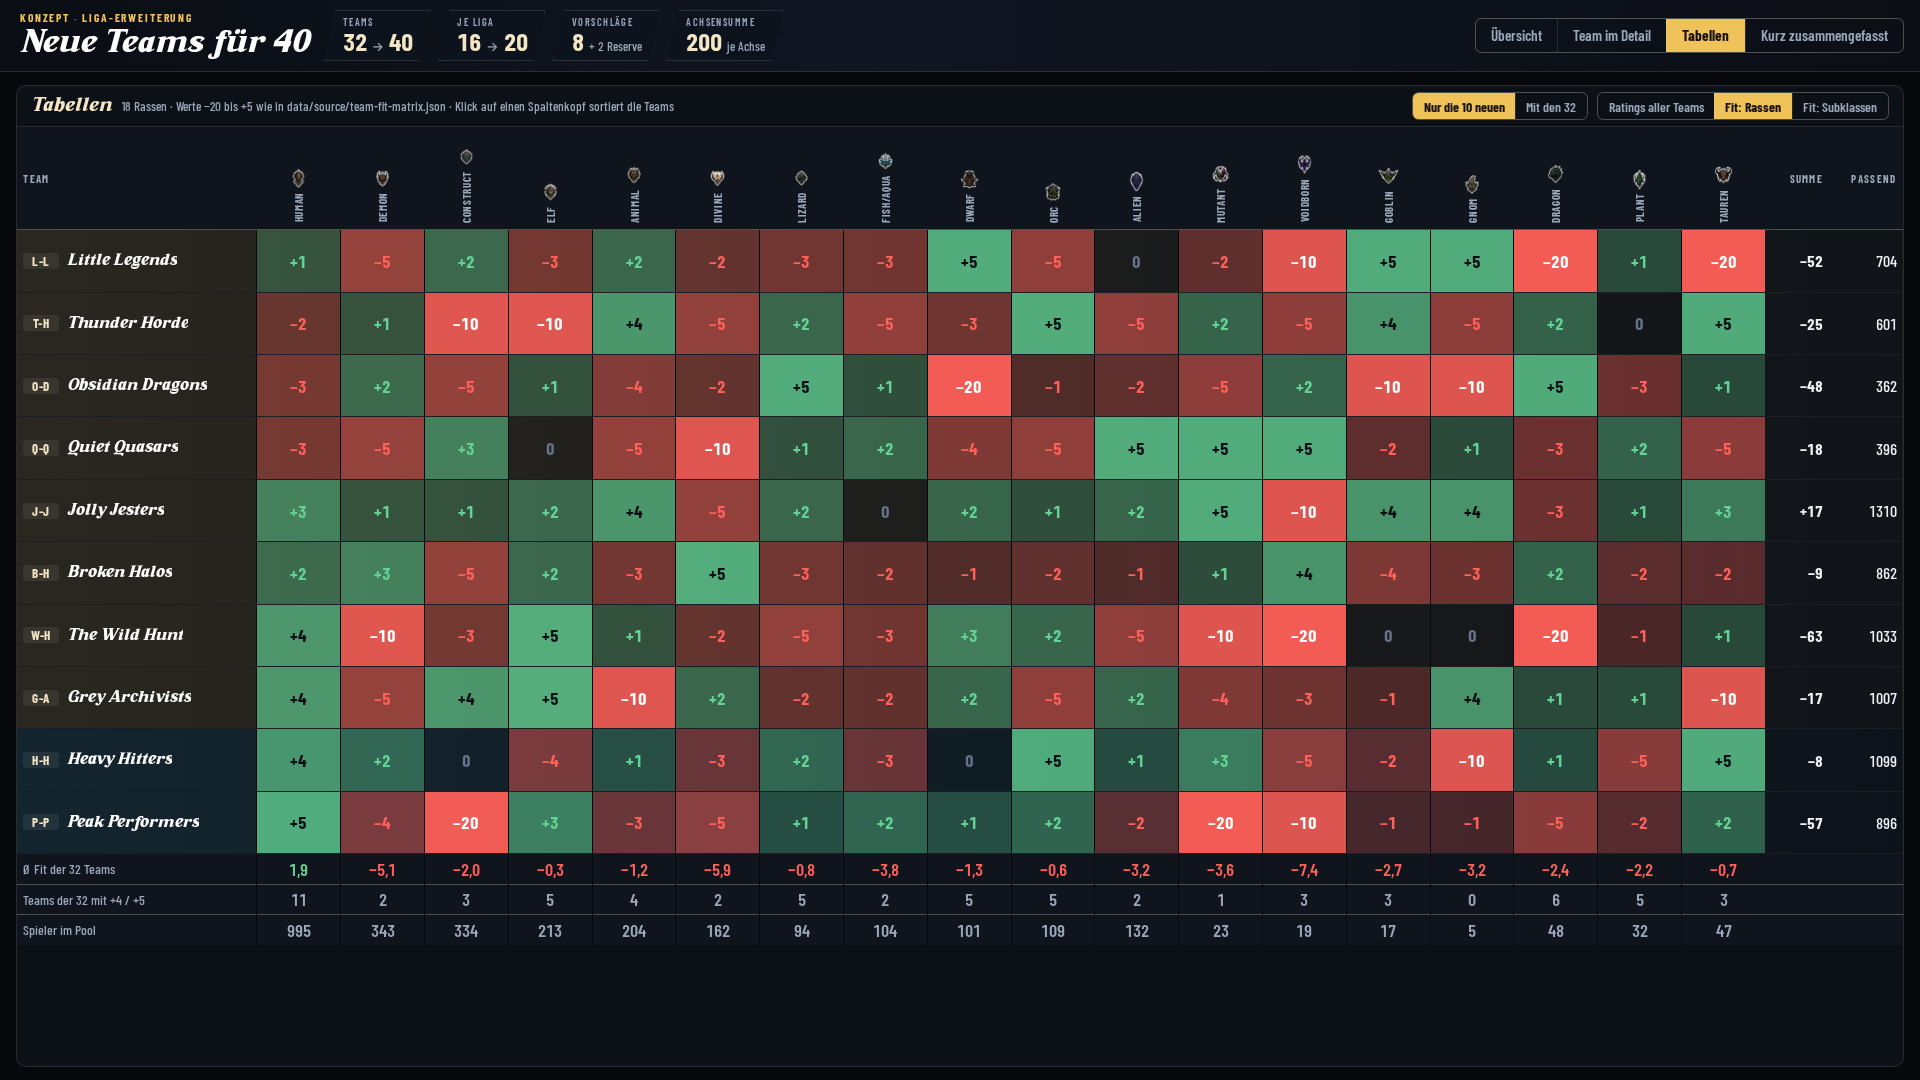 KONZEPT · LIGA-ERWEITERUNG
Neue Teams für 40
TEAMS
32 → 40
JE LIGA
16 → 20
VORSCHLÄGE
8 + 2 Reserve
ACHSENSUMME
200 je Achse
Übersicht
Team im Detail
Tabellen
Kurz zusammengefasst
Tabellen
18 Rassen · Werte −20 bis +5 wie in data/source/team-fit-matrix.json · Klick auf einen Spaltenkopf sortiert die Teams
Nur die 10 neuen
Mit den 32
Ratings aller Teams
Fit: Rassen
Fit: Subklassen
TEAM HUMAN DEMON CONSTRUCT ELF ANIMAL DIVINE LIZARD FISH/AQUA DWARF ORC ALIEN MUTANT VOIDBORN GOBLIN GNOM DRAGON PLANT TAUREN SUMME PASSEND
L-L Little Legends +1 −5 +2 −3 +2 −2 −3 −3 +5 −5 0 −2 −10 +5 +5 −20 +1 −20 −52 704
T-H Thunder Horde −2 +1 −10 −10 +4 −5 +2 −5 −3 +5 −5 +2 −5 +4 −5 +2 0 +5 −25 601
O-D Obsidian Dragons −3 +2 −5 +1 −4 −2 +5 +1 −20 −1 −2 −5 +2 −10 −10 +5 −3 +1 −48 362
Q-Q Quiet Quasars −3 −5 +3 0 −5 −10 +1 +2 −4 −5 +5 +5 +5 −2 +1 −3 +2 −5 −18 396
J-J Jolly Jesters +3 +1 +1 +2 +4 −5 +2 0 +2 +1 +2 +5 −10 +4 +4 −3 +1 +3 +17 1310
B-H Broken Halos +2 +3 −5 +2 −3 +5 −3 −2 −1 −2 −1 +1 +4 −4 −3 +2 −2 −2 −9 862
W-H The Wild Hunt +4 −10 −3 +5 +1 −2 −5 −3 +3 +2 −5 −10 −20 0 0 −20 −1 +1 −63 1033
G-A Grey Archivists +4 −5 +4 +5 −10 +2 −2 −2 +2 −5 +2 −4 −3 −1 +4 +1 +1 −10 −17 1007
H-H Heavy Hitters +4 +2 0 −4 +1 −3 +2 −3 0 +5 +1 +3 −5 −2 −10 +1 −5 +5 −8 1099
P-P Peak Performers +5 −4 −20 +3 −3 −5 +1 +2 +1 +2 −2 −20 −10 −1 −1 −5 −2 +2 −57 896
Ø Fit der 32 Teams 1,9 −5,1 −2,0 −0,3 −1,2 −5,9 −0,8 −3,8 −1,3 −0,6 −3,2 −3,6 −7,4 −2,7 −3,2 −2,4 −2,2 −0,7
Teams der 32 mit +4 / +5 11 2 3 5 4 2 5 2 5 5 2 1 3 3 0 6 5 3
Spieler im Pool 995 343 334 213 204 162 94 104 101 109 132 23 19 17 5 48 32 47